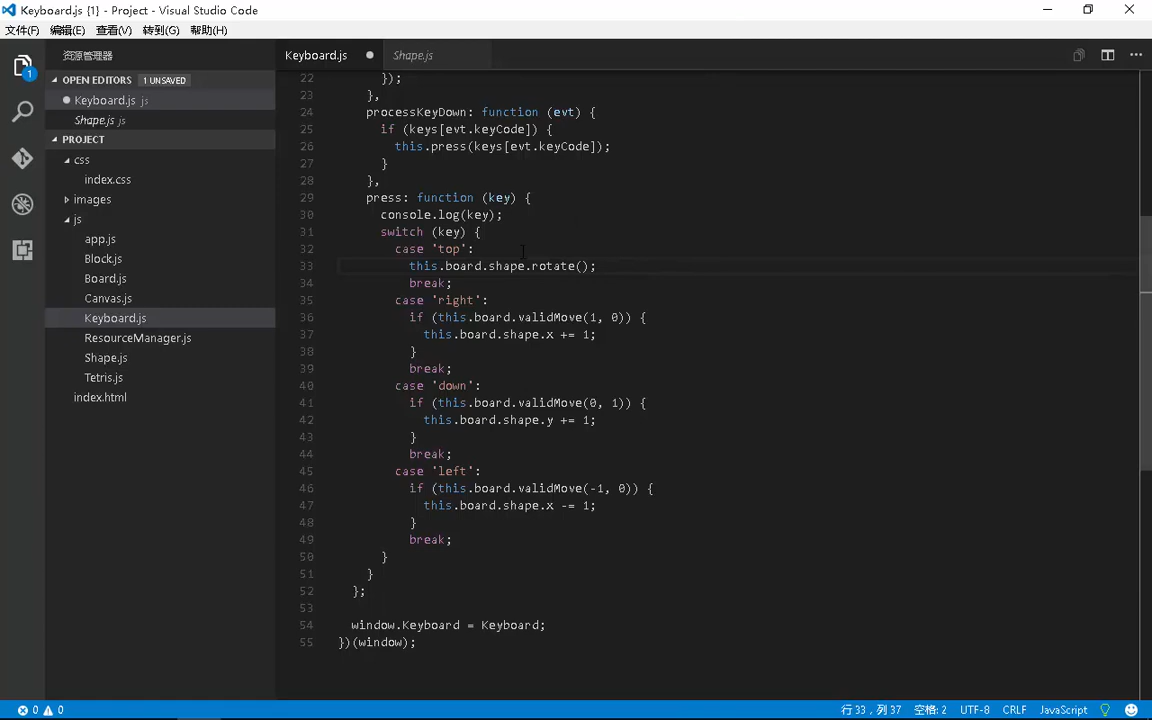 Keyboard.js {1} - Project - Visual Studio Code
文件(F) 编辑(E) 查看(V) 转到(G) 帮助(H)
资源管理器
OPEN EDITORS 1 UNSAVED
Keyboard.js js
Shape.js js
PROJECT
css
index.css
images
js
app.js
Block.js
Board.js
Canvas.js
Keyboard.js
ResourceManager.js
Shape.js
Tetris.js
index.html
1
Keyboard.js Shape.js
22 });
23 },
24 processKeyDown: function (evt) {
25 if (keys[evt.keyCode]) {
26 this.press(keys[evt.keyCode]);
27 }
28 },
29 press: function (key) {
30 console.log(key);
31 switch (key) {
32 case 'top':
33 this.board.shape.rotate();
34 break;
35 case 'right':
36 if (this.board.validMove(1, 0)) {
37 this.board.shape.x += 1;
38 }
39 break;
40 case 'down':
41 if (this.board.validMove(0, 1)) {
42 this.board.shape.y += 1;
43 }
44 break;
45 case 'left':
46 if (this.board.validMove(-1, 0)) {
47 this.board.shape.x -= 1;
48 }
49 break;
50 }
51 }
52 };
53
54 window.Keyboard = Keyboard;
55 })(window);
0 0 行 33，列 37 空格: 2 UTF-8 CRLF JavaScript